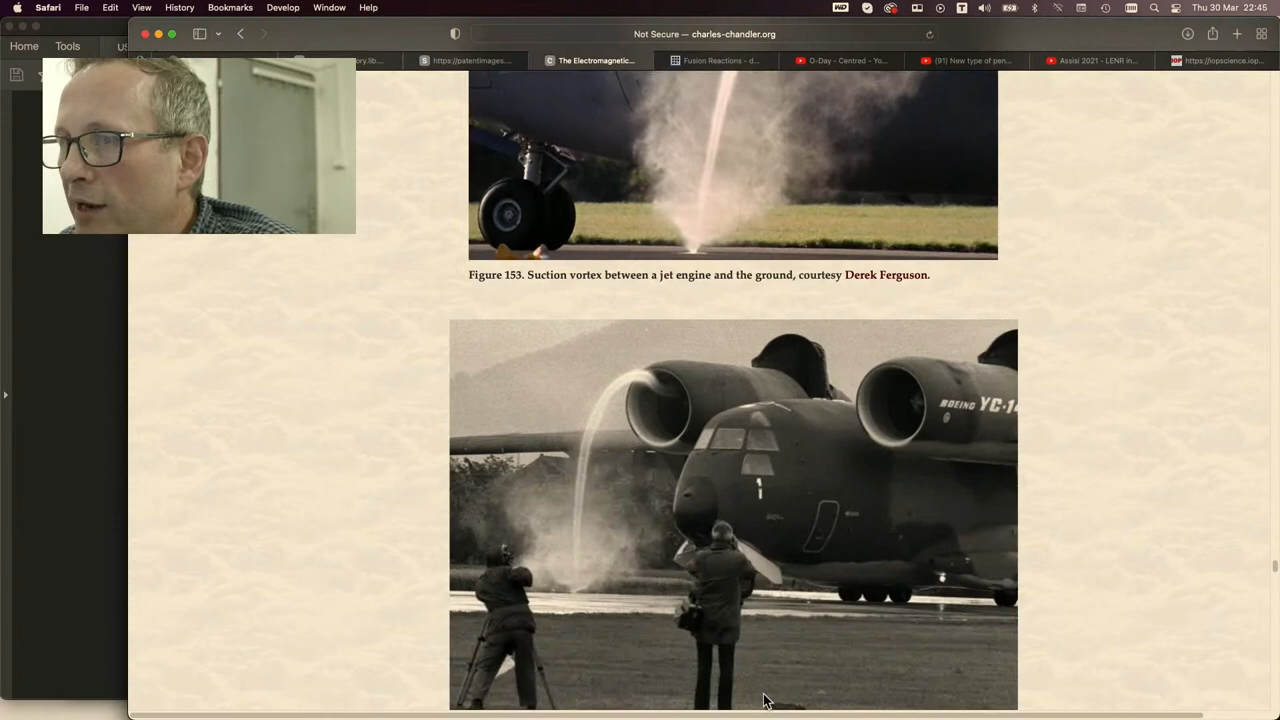 Safari File Edit View History Bookmarks Develop Window Help Thu 30 Mar 22:45
Not Secure — charles-chandler.org
Home Tools
ory.lib.... https://patentimages.... The Electromagnetic... Fusion Reactions - d... O-Day - Centred - Yo... (91) New type of pen... Assisi 2021 - LENR in... https://iopscience.iop...
Figure 153. Suction vortex between a jet engine and the ground, courtesy Derek Ferguson.
BOEING YC-14